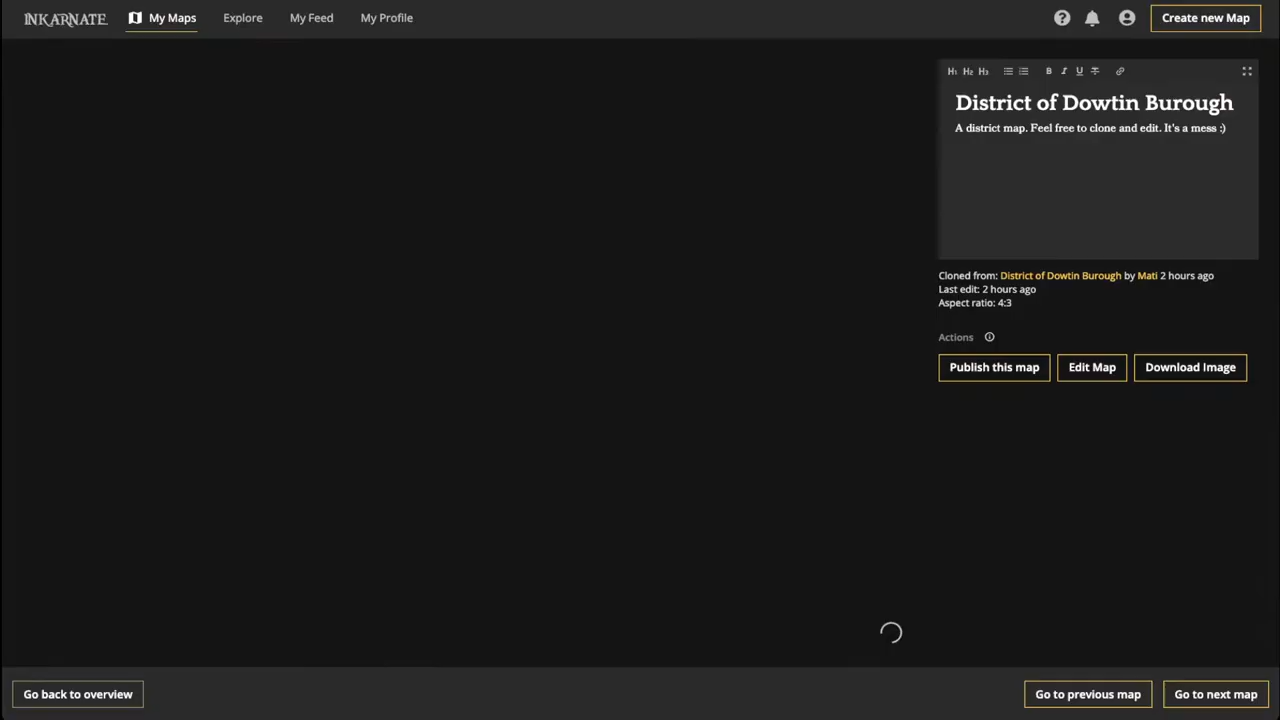 INKARNATE My Maps Explore My Feed My Profile Create new Map
H1 H2 H3 B I U T
District of Dowtin Burough
A district map. Feel free to clone and edit. It's a mess :)
Cloned from: District of Dowtin Burough by Mati 2 hours ago
Last edit: 2 hours ago
Aspect ratio: 4:3
Actions
Publish this map Edit Map Download Image
Go back to overview Go to previous map Go to next map